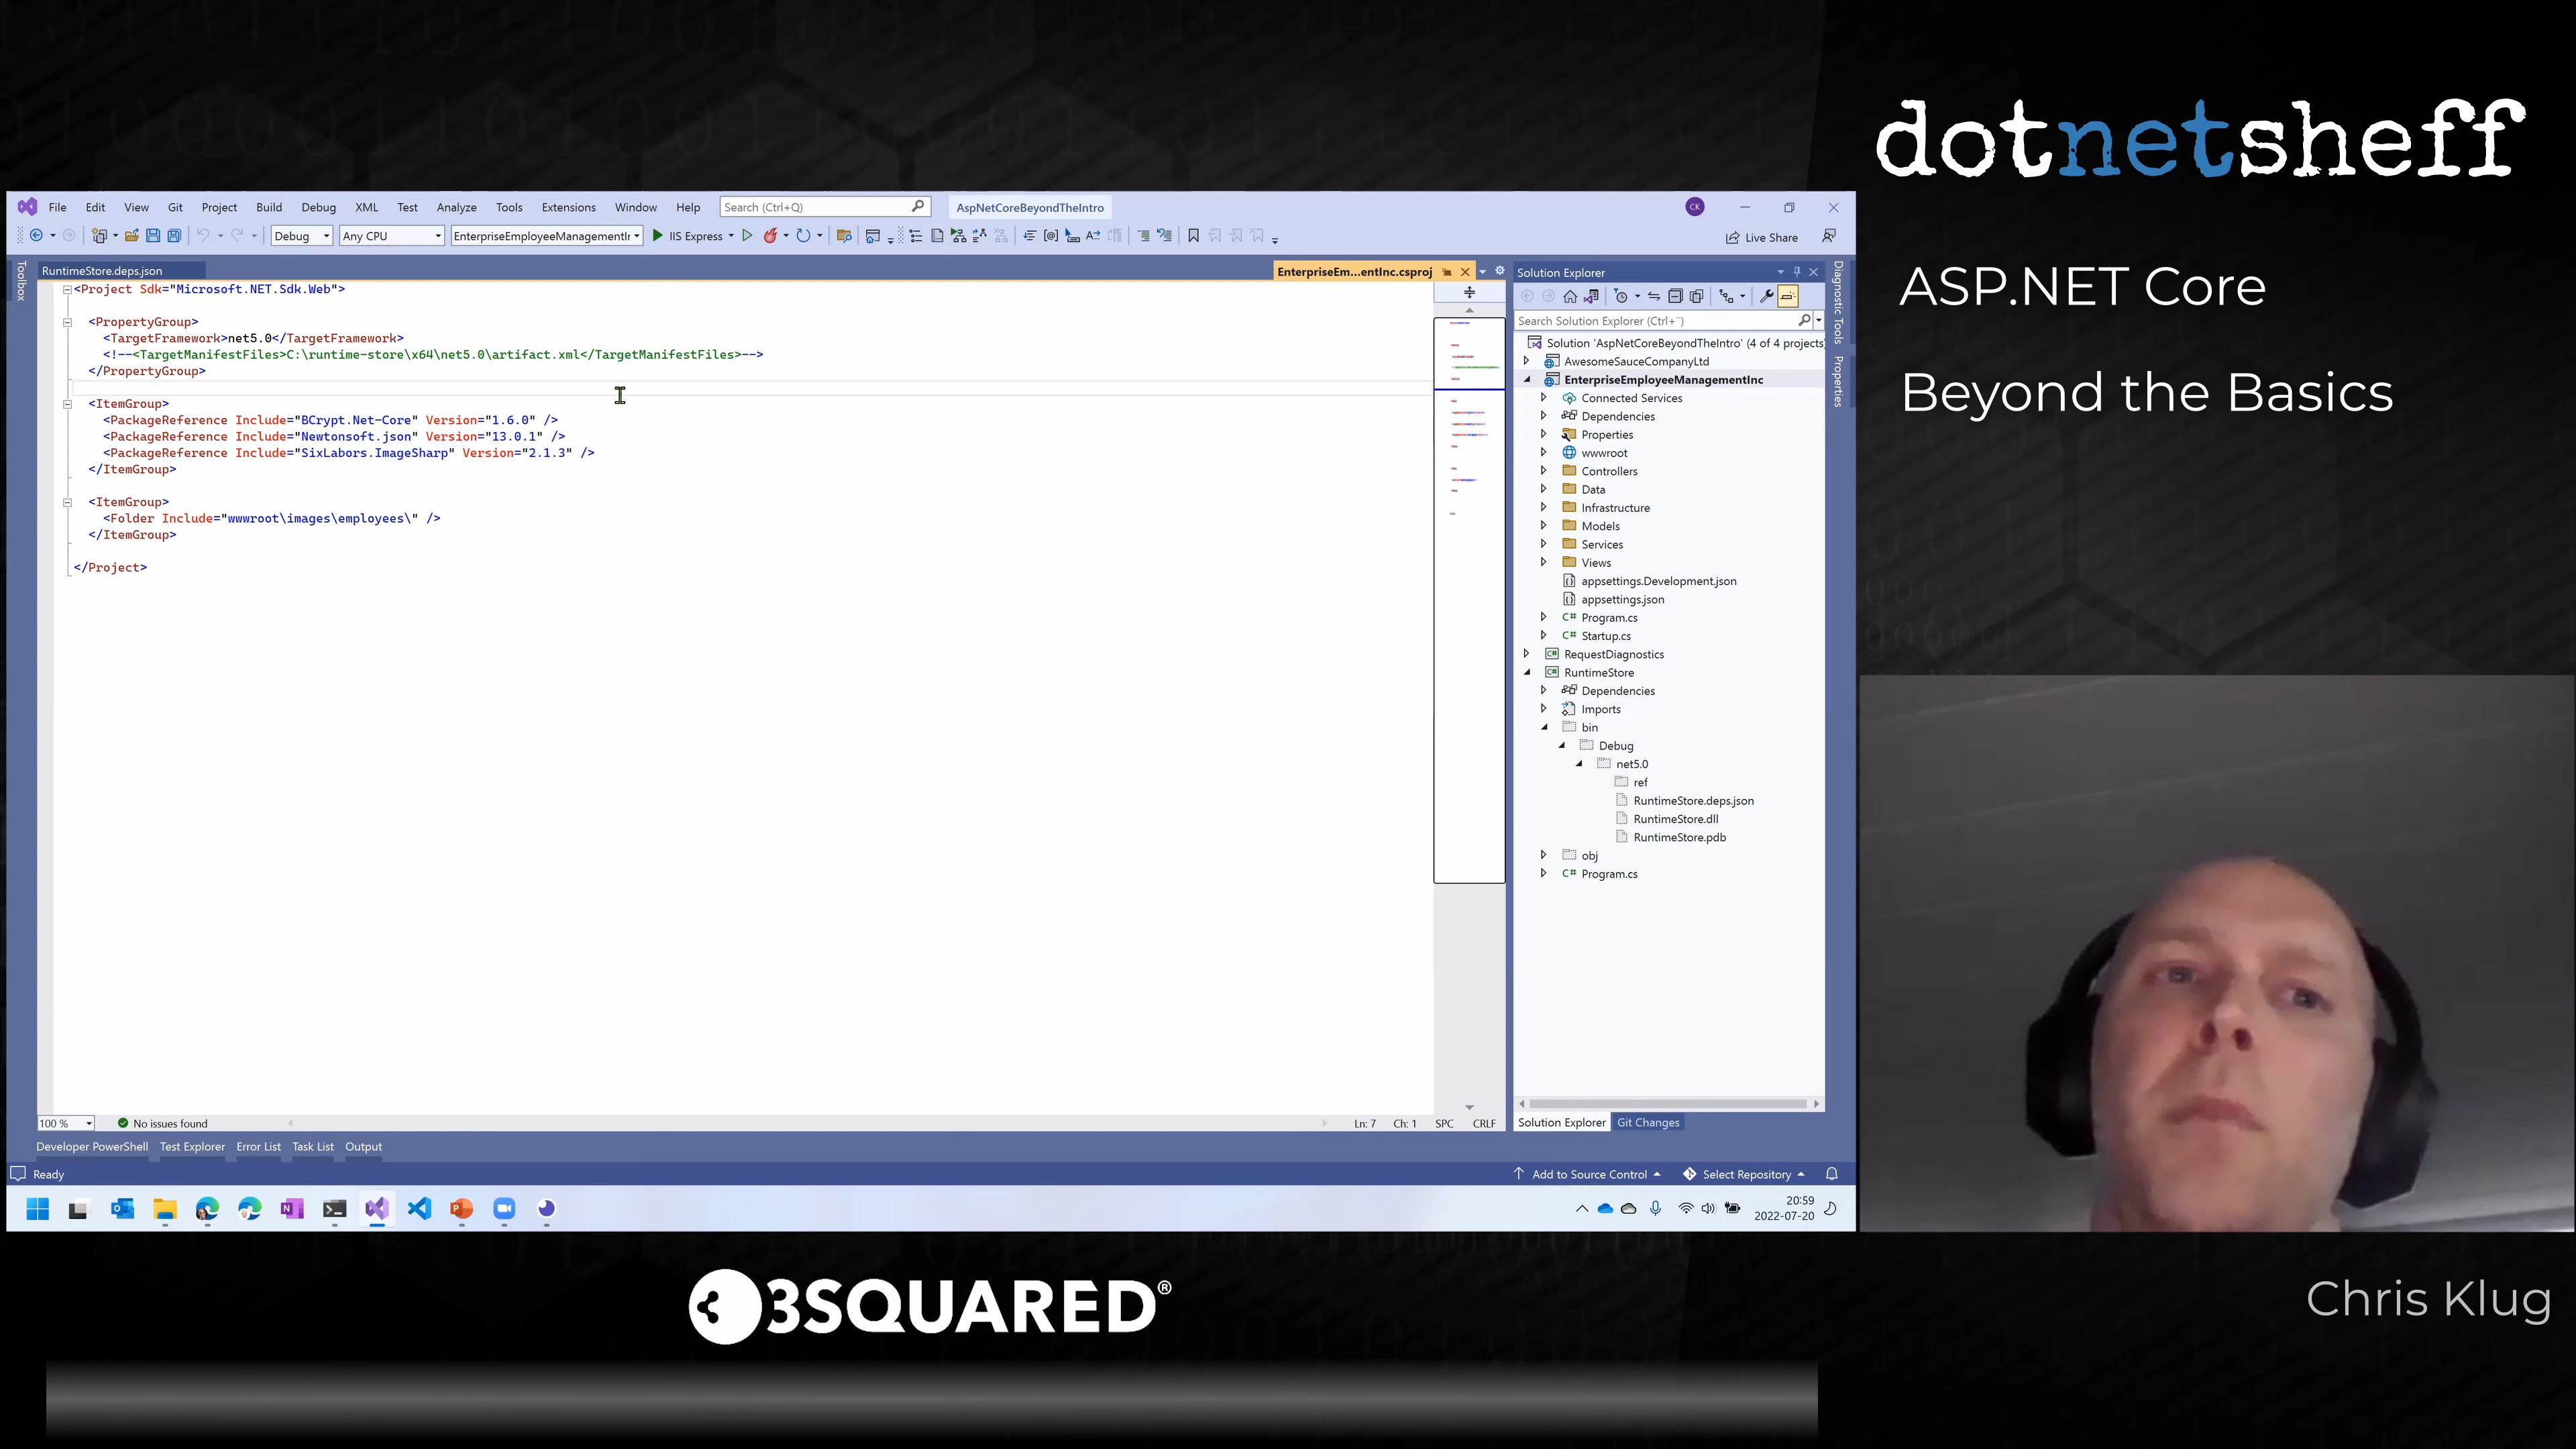 dotnetsheff
ASP.NET Core
Beyond the Basics
File Edit View Git Project Build Debug XML Test Analyze Tools Extensions Window Help Search (Ctrl+Q) AspNetCoreBeyondTheIntro CK
Debug Any CPU EnterpriseEmployeeManagementIr IIS Express Live Share
Toolbox
RuntimeStore.deps.json EnterpriseEm...entInc.csproj
<Project Sdk="Microsoft.NET.Sdk.Web">
<PropertyGroup>
<TargetFramework>net5.0</TargetFramework>
<!--<TargetManifestFiles>C:\runtime-store\x64\net5.0\artifact.xml</TargetManifestFiles>-->
</PropertyGroup>
<ItemGroup>
<PackageReference Include="BCrypt.Net-Core" Version="1.6.0" />
<PackageReference Include="Newtonsoft.json" Version="13.0.1" />
<PackageReference Include="SixLabors.ImageSharp" Version="2.1.3" />
</ItemGroup>
<ItemGroup>
<Folder Include="wwwroot\images\employees\" />
</ItemGroup>
</Project>
100 % No issues found Ln: 7 Ch: 1 SPC CRLF
Solution Explorer
Search Solution Explorer (Ctrl+¨)
Solution 'AspNetCoreBeyondTheIntro' (4 of 4 projects)
AwesomeSauceCompanyLtd
EnterpriseEmployeeManagementInc
Connected Services
Dependencies
Properties
wwwroot
Controllers
Data
Infrastructure
Models
Services
Views
appsettings.Development.json
appsettings.json
C# Program.cs
C# Startup.cs
RequestDiagnostics
RuntimeStore
Dependencies
Imports
bin
Debug
net5.0
ref
RuntimeStore.deps.json
RuntimeStore.dll
RuntimeStore.pdb
obj
C# Program.cs
Solution Explorer Git Changes
Diagnostic Tools
Properties
Developer PowerShell Test Explorer Error List Task List Output
Ready Add to Source Control Select Repository
20:59
2022-07-20
3SQUARED®
Chris Klug